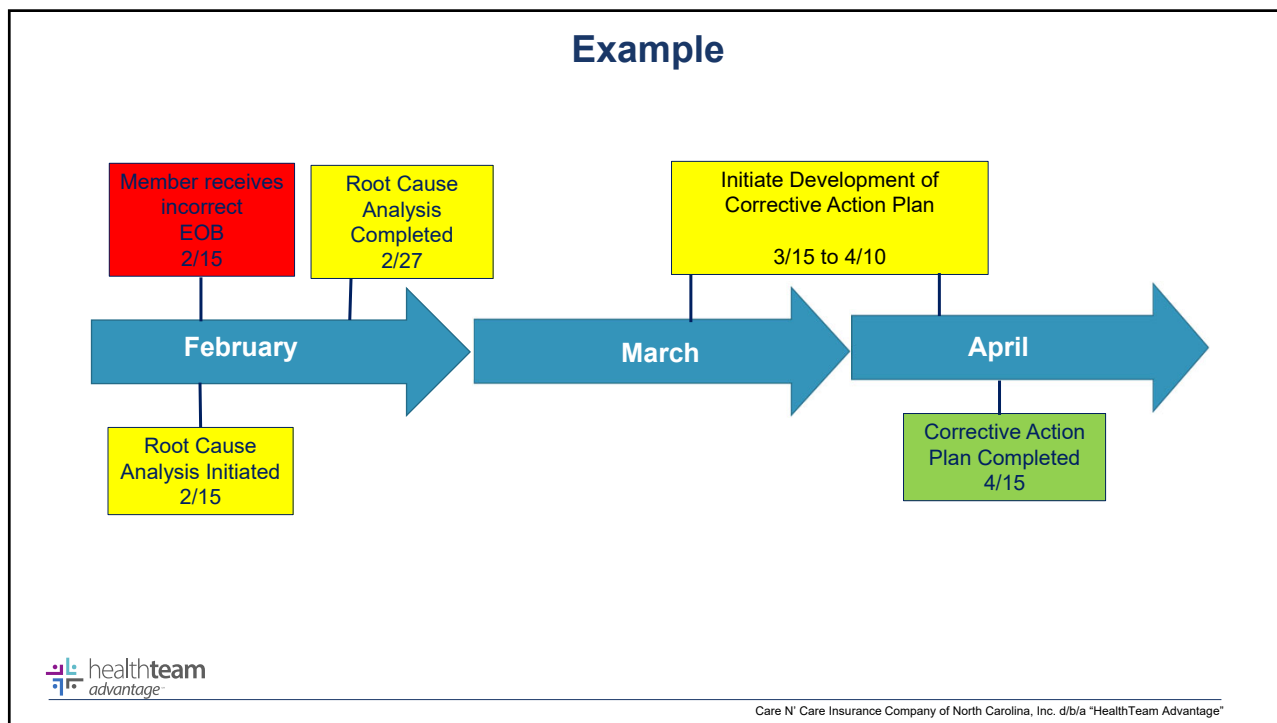 Example
Member receives
incorrect
EOB
2/15
Root Cause
Analysis
Completed
2/27
Initiate Development of
Corrective Action Plan
3/15 to 4/10
February
March
April
Root Cause
Analysis Initiated
2/15
Corrective Action
Plan Completed
4/15
healthteam
advantage
Care N' Care Insurance Company of North Carolina, Inc. d/b/a “HealthTeam Advantage”